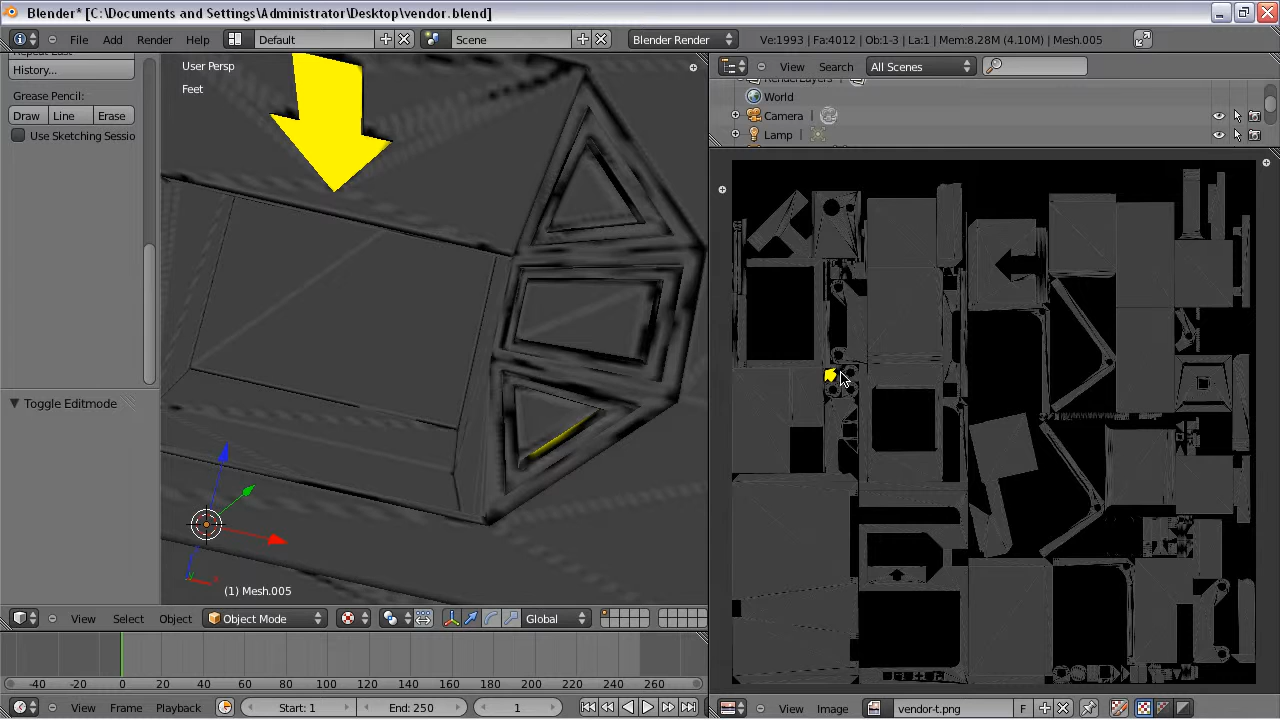 Blender* [C:\Documents and Settings\Administrator\Desktop\vendor.blend]
File Add Render Help Default Scene Blender Render Ve:1993 | Fa:4012 | Ob:1-3 | La:1 | Mem:8.28M (4.10M) | Mesh.005
View Search All Scenes
History...
Grease Pencil:
Draw Line Erase
Use Sketching Sessio
Toggle Editmode
User Persp
Feet
(1) Mesh.005
RenderLayers
World
Camera
Lamp
View Select Object Object Mode Global
-40 -20 0 20 40 60 80 100 120 140 160 180 200 220 240 260
View Frame Playback Start: 1 End: 250 1
View Image vendor-t.png F